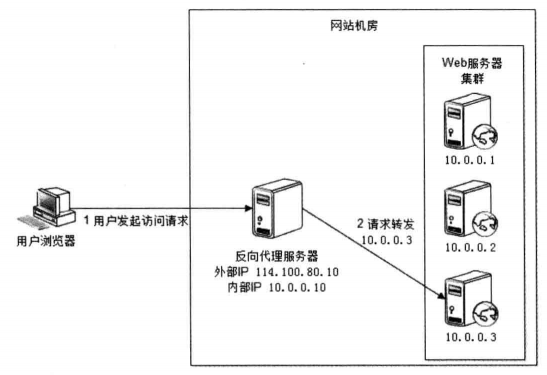 网站机房
Web服务器
集群
10.0.0.1
1 用户发起访问请求
用户浏览器
2 请求转发
10.0.0.3
10.0.0.2
反向代理服务器
外部IP 114.100.80.10
内部IP 10.0.0.10
10.0.0.3